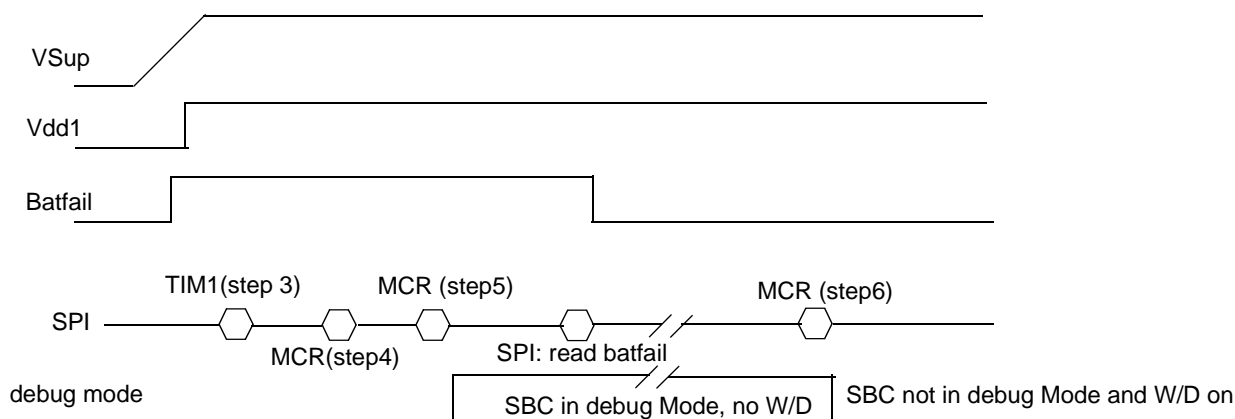 VSup
Vdd1
Batfail
TIM1(step 3)
MCR (step5)
MCR (step6)
SPI
MCR(step4)
SPI: read batfail
debug mode
SBC in debug Mode, no W/D
SBC not in debug Mode and W/D on